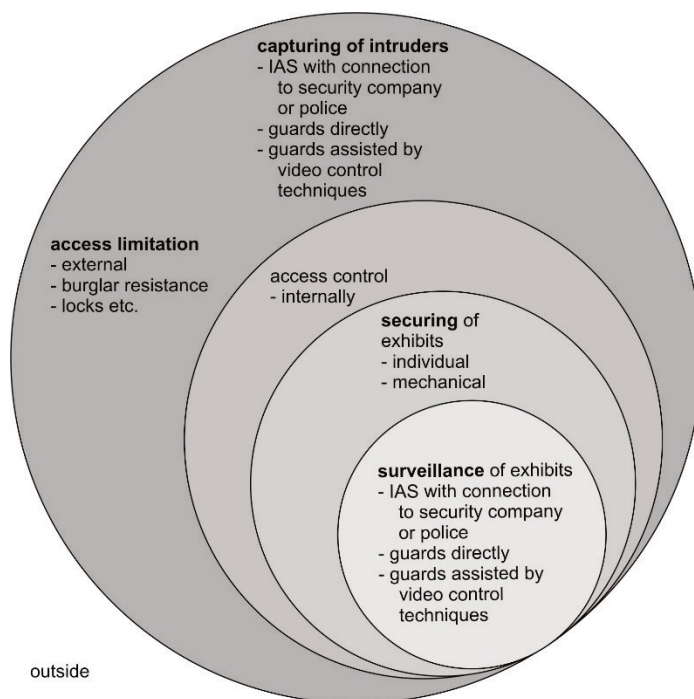 capturing of intruders
- IAS with connection
to security company
or police
- guards directly
- guards assisted by
video control
techniques
access limitation
- external
- burglar resistance
- locks etc.
access control
- internally
securing of
exhibits
- individual
- mechanical
surveillance of exhibits
- IAS with connection
to security company
or police
- guards directly
- guards assisted by
video control
techniques
outside